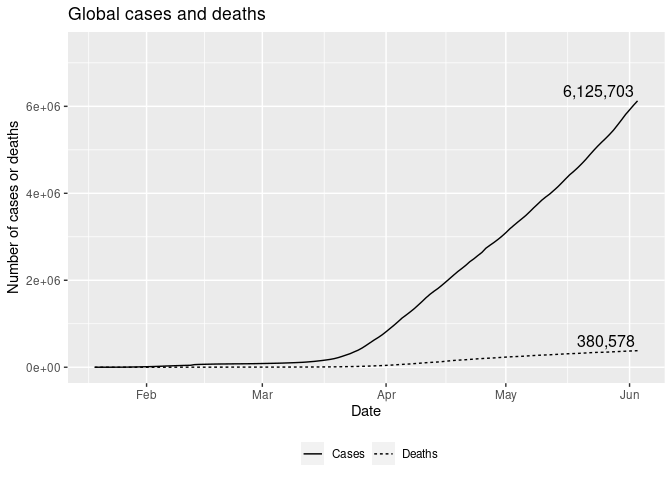 Global cases and deaths
Number of cases or deaths
6e+06
4e+06
2e+06
0e+00
6,125,703
380,578
Feb Mar Apr May Jun
Date
Cases Deaths